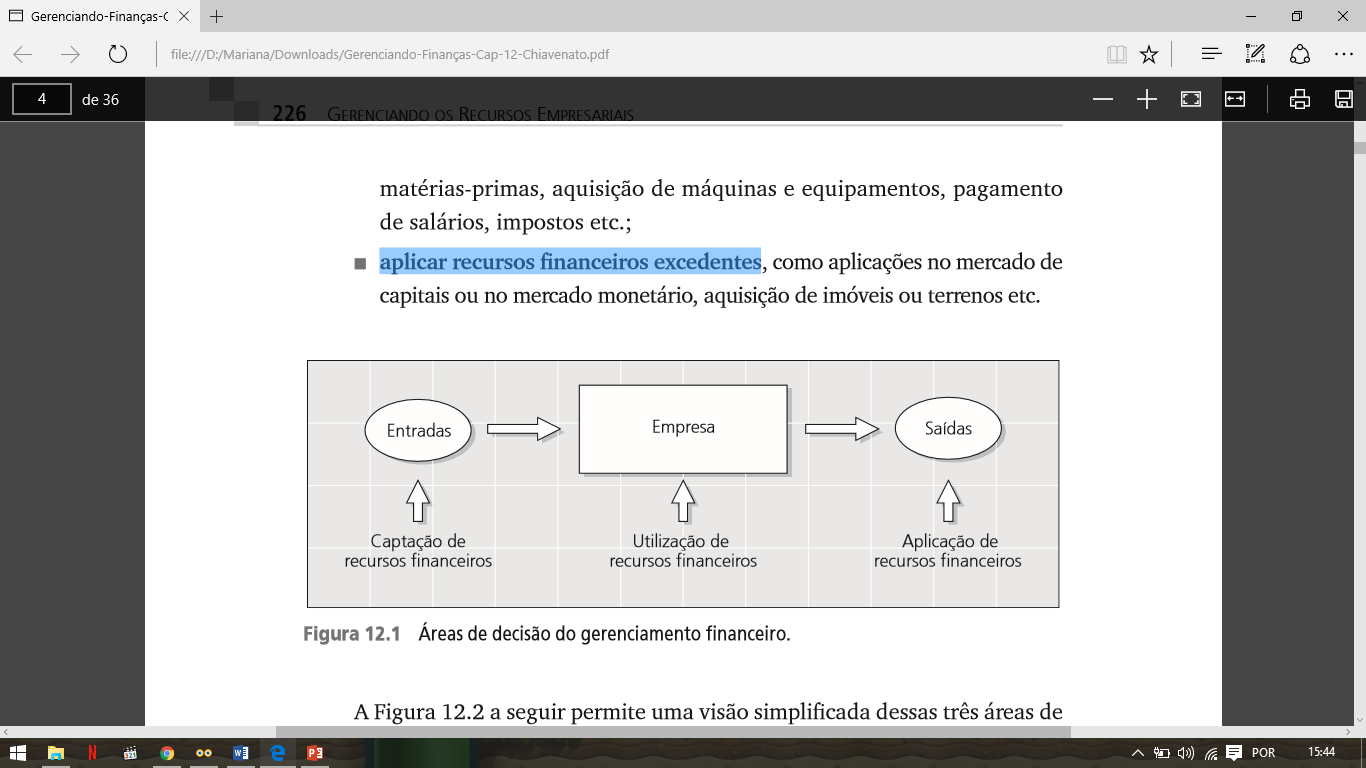 Gerenciando-Finanças-C
file:///D:/Mariana/Downloads/Gerenciando-Finanças-Cap-12-Chiavenato.pdf
4 de 36
226 GERENCIANDO OS RECURSOS EMPRESARIAIS
matérias-primas, aquisição de máquinas e equipamentos, pagamento
de salários, impostos etc.;
aplicar recursos financeiros excedentes, como aplicações no mercado de
capitais ou no mercado monetário, aquisição de imóveis ou terrenos etc.
Entradas
Empresa
Saídas
Captação de
recursos financeiros
Utilização de
recursos financeiros
Aplicação de
recursos financeiros
Figura 12.1 Áreas de decisão do gerenciamento financeiro.
A Figura 12.2 a seguir permite uma visão simplificada dessas três áreas de
POR
15:44